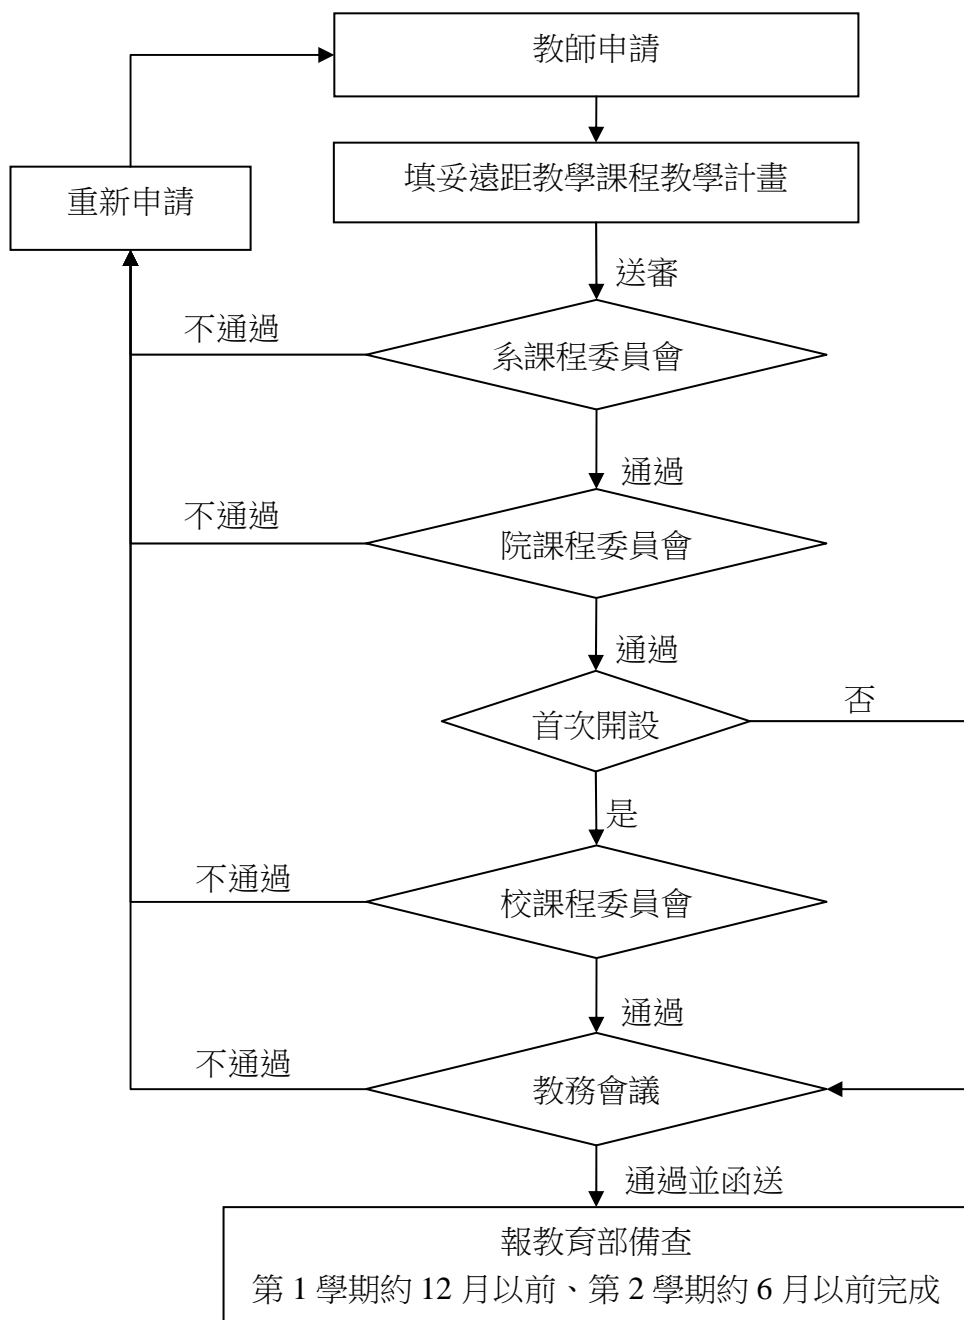 教師申請
填妥遠距教學課程教學計畫
重新申請
送審
不通過
系課程委員會
通過
不通過
院課程委員會
通過
否
首次開設
是
不通過
校課程委員會
通過
不通過
教務會議
通過並函送
報教育部備查
第 1 學期約 12 月以前、第 2 學期約 6 月以前完成